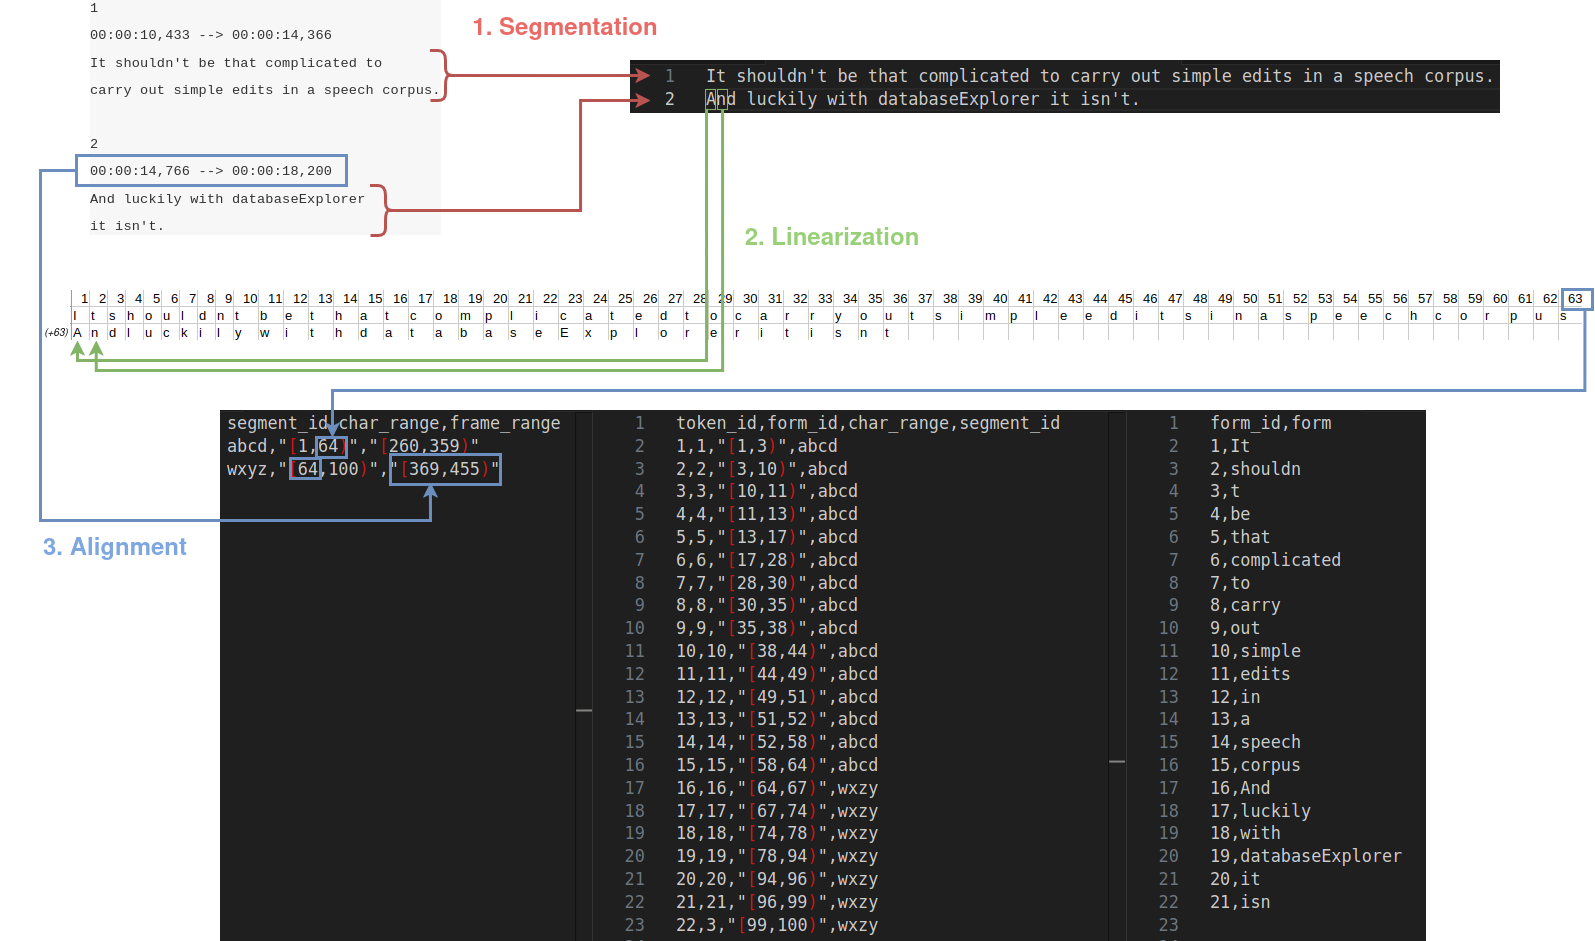 1
00:00:10,433 --> 00:00:14,366
It shouldn't be that complicated to
carry out simple edits in a speech corpus.
2
00:00:14,766 --> 00:00:18,200
And luckily with databaseExplorer
it isn't.
1. Segmentation
1 It shouldn't be that complicated to carry out simple edits in a speech corpus.
2 And luckily with databaseExplorer it isn't.
2. Linearization
1 2 3 4 5 6 7 8 9 10 11 12 13 14 15 16 17 18 19 20 21 22 23 24 25 26 27 28 29 30 31 32 33 34 35 36 37 38 39 40 41 42 43 44 45 46 47 48 49 50 51 52 53 54 55 56 57 58 59 60 61 62 63
I t s h o u l d n t b e t h a t c o m p l i c a t e d t o c a r r y o u t s i m p l e e d i t s i n a s p e e c h c o r p u s
(+63) A n d l u c k i l y w i t h d a t a b a s e E x p l o r e r i t i s n t
3. Alignment
segment_id,char_range,frame_range
abcd,"[1,64)","[260,359)"
wxyz,"[64,100)","[369,455)"
1 token_id,form_id,char_range,segment_id
2 1,1,"[1,3)",abcd
3 2,2,"[3,10)",abcd
4 3,3,"[10,11)",abcd
5 4,4,"[11,13)",abcd
6 5,5,"[13,17)",abcd
7 6,6,"[17,28)",abcd
8 7,7,"[28,30)",abcd
9 8,8,"[30,35)",abcd
10 9,9,"[35,38)",abcd
11 10,10,"[38,44)",abcd
12 11,11,"[44,49)",abcd
13 12,12,"[49,51)",abcd
14 13,13,"[51,52)",abcd
15 14,14,"[52,58)",abcd
16 15,15,"[58,64)",abcd
17 16,16,"[64,67)",wxzy
18 17,17,"[67,74)",wxzy
19 18,18,"[74,78)",wxzy
20 19,19,"[78,94)",wxzy
21 20,20,"[94,96)",wxzy
22 21,21,"[96,99)",wxzy
23 22,3,"[99,100)",wxzy
1 form_id,form
2 1,It
3 2,shouldn
4 3,t
5 4,be
6 5,that
7 6,complicated
8 7,to
9 8,carry
10 9,out
11 10,simple
12 11,edits
13 12,in
14 13,a
15 14,speech
16 15,corpus
17 16,And
18 17,luckily
19 18,with
20 19,databaseExplorer
21 20,it
22 21,isn
23